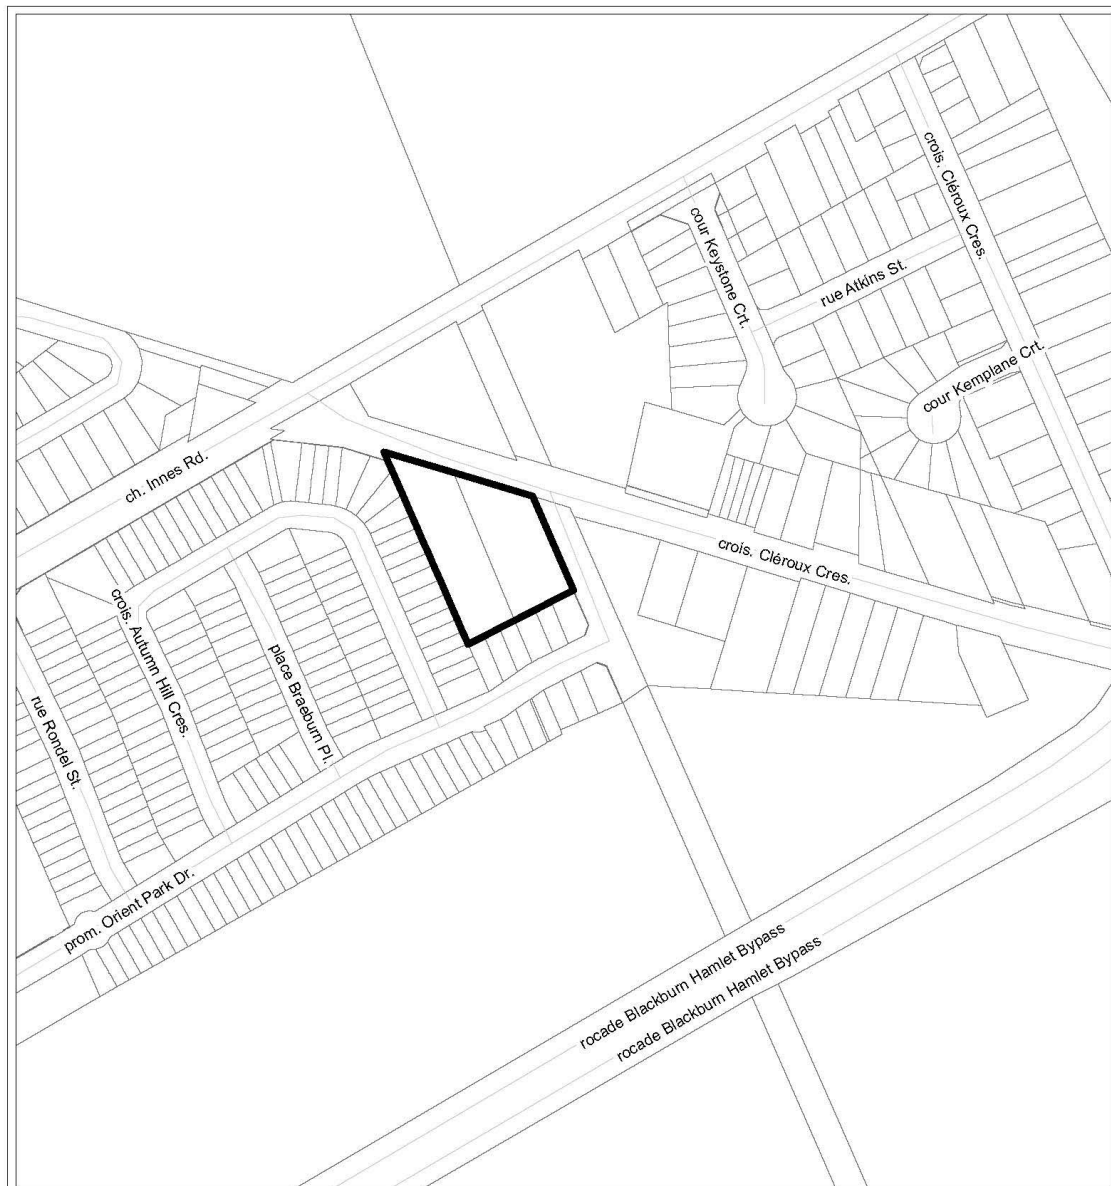 crois. Cléroux Cres.
cour Keystone Crt.
rue Atkins St.
cour Kemplane Crt.
ch. Innes Rd.
crois. Cléroux Cres.
crois. Autumn Hill Cres.
place Braeburn Pl.
rue Rondel St.
prom. Orient Park Dr.
rocade Blackburn Hamlet Bypass
rocade Blackburn Hamlet Bypass